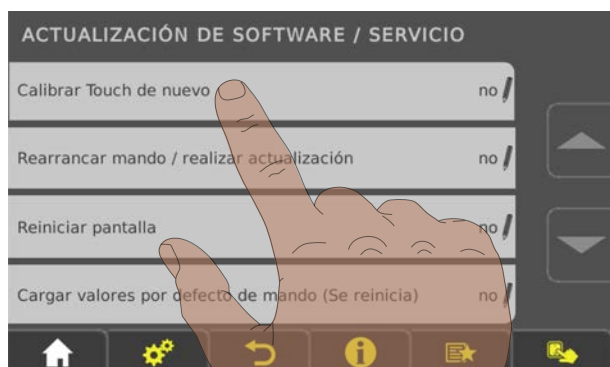 ACTUALIZACIÓN DE SOFTWARE / SERVICIO
Calibrar Touch de nuevo no
Rearrancar mando / realizar actualización no
Reiniciar pantalla no
Cargar valores por defecto de mando (Se reinicia) no